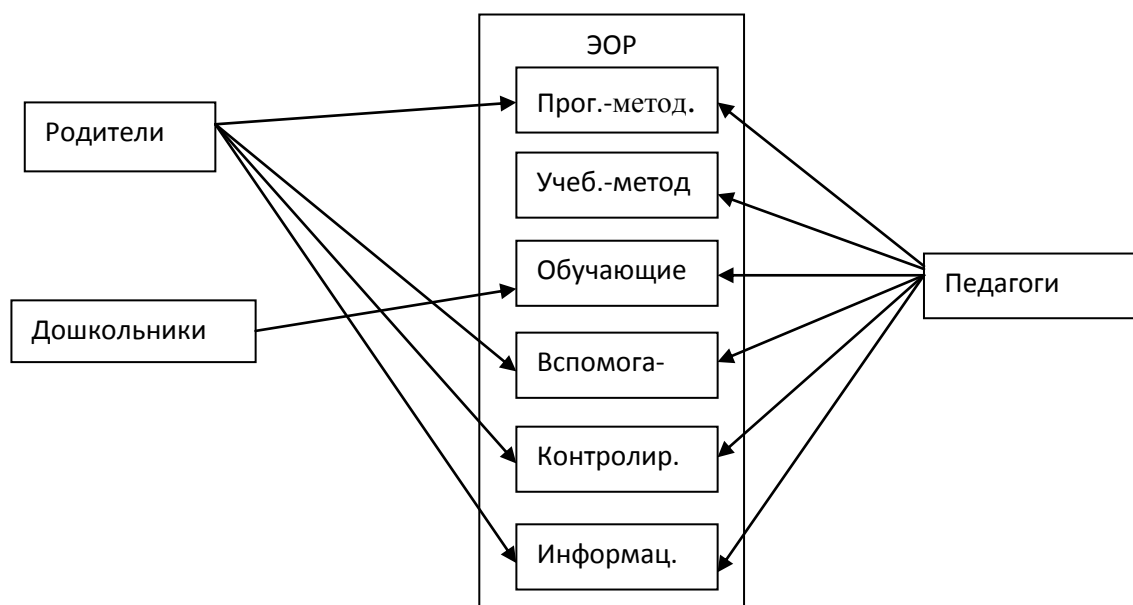 ЭОР
Прог.-метод.
Родители
Учеб.-метод
Обучающие
Педагоги
Дошкольники
Вспомога-
Контролир.
Информац.